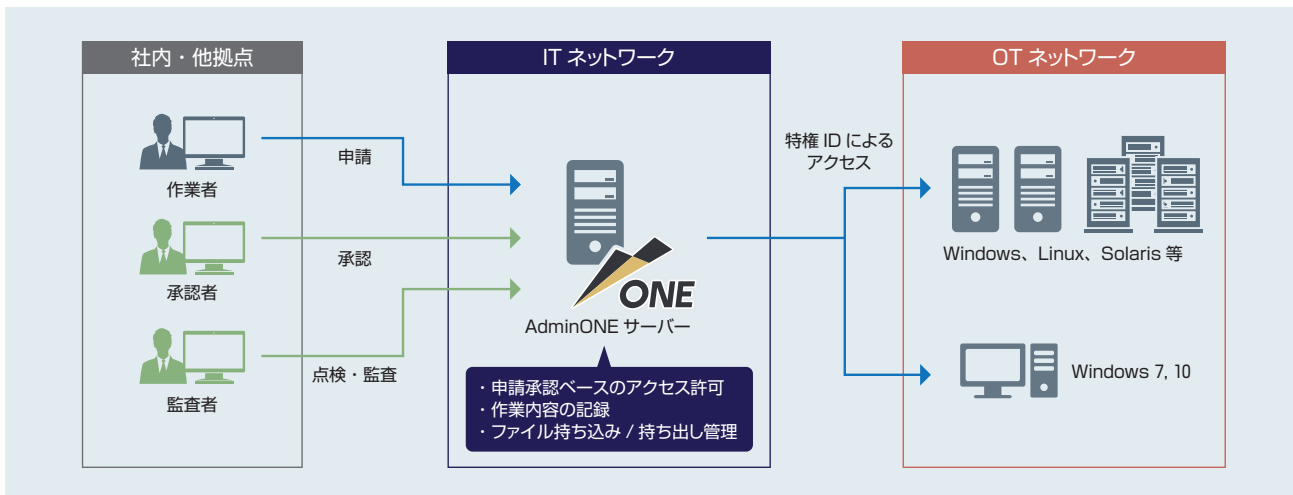 社内・他拠点
作業者
承認者
監査者
申請
承認
点検・監査
IT ネットワーク
ONE
AdminONE サーバー
・申請承認ベースのアクセス許可
・作業内容の記録
・ファイル持ち込み / 持ち出し管理
特権 ID による
アクセス
OT ネットワーク
Windows、Linux、Solaris 等
Windows 7, 10